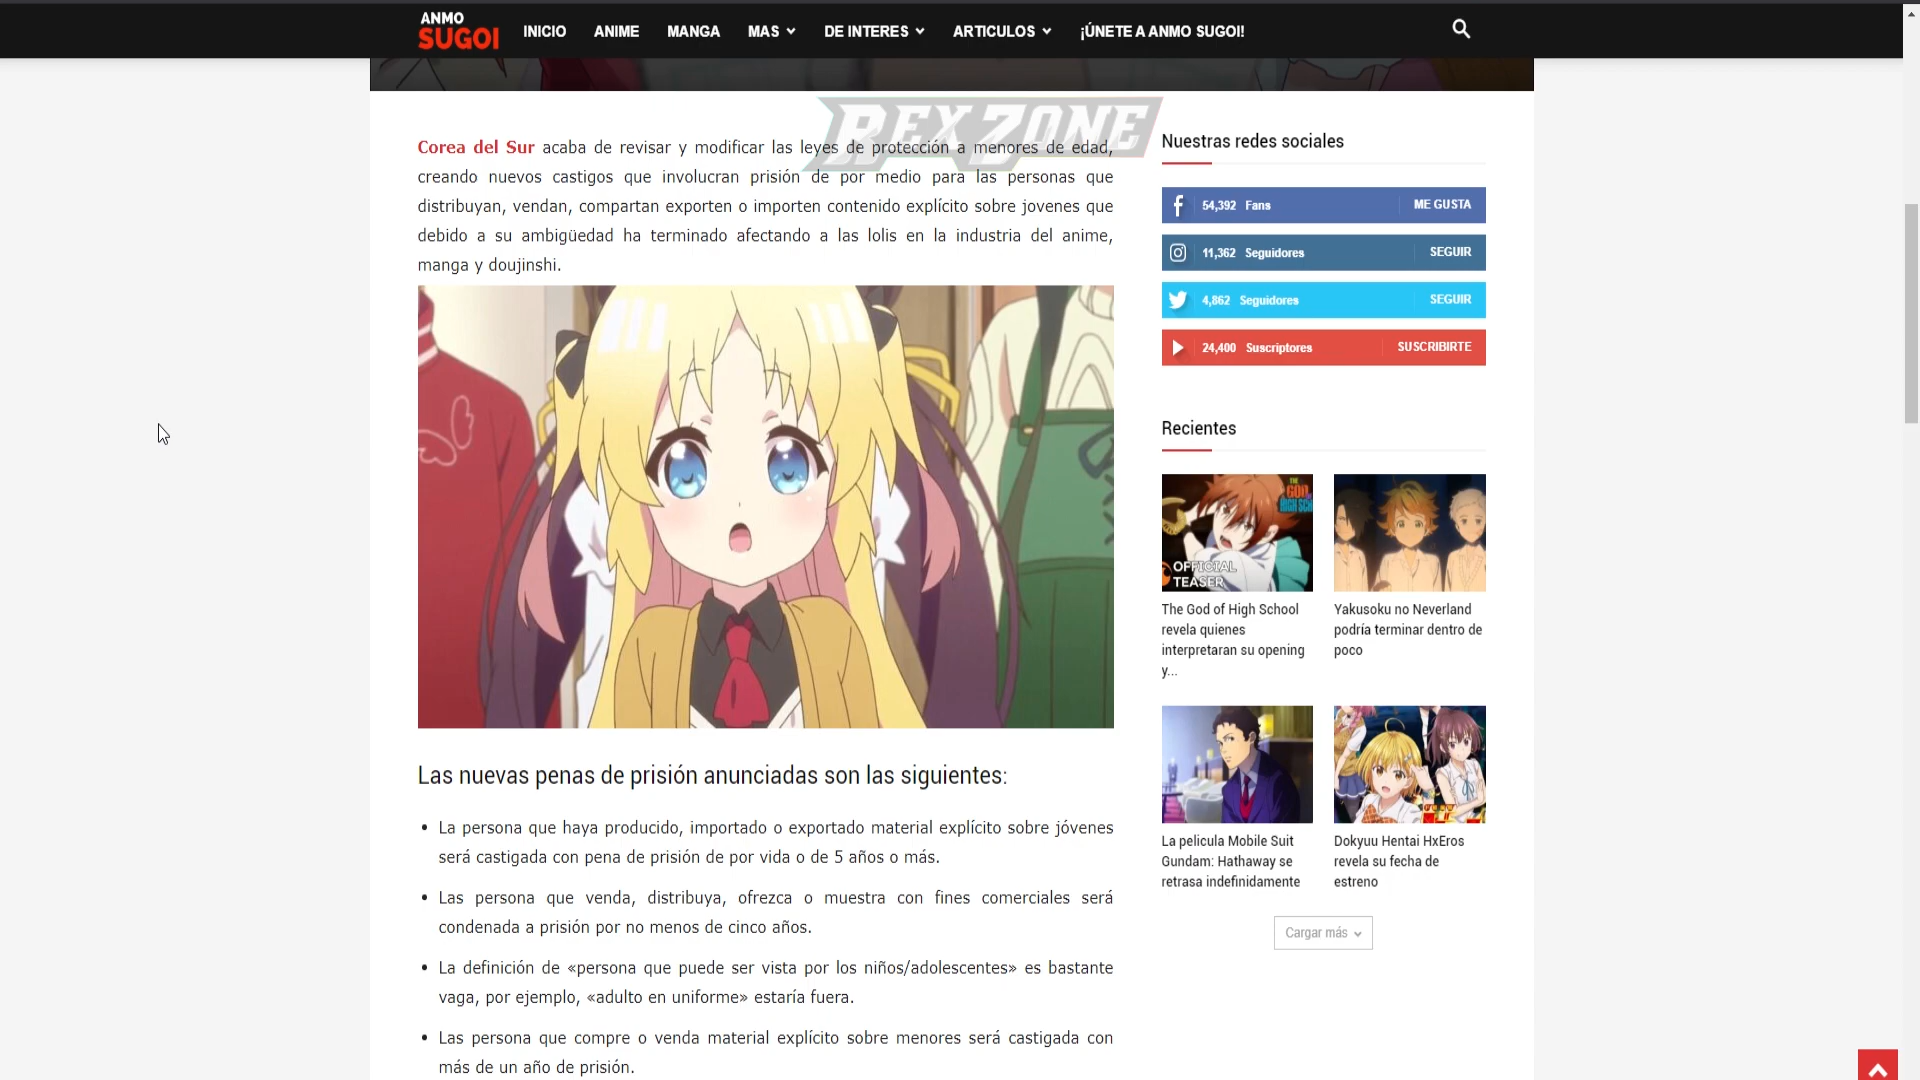 ANMO
SUGOI
INICIO
ANIME
MANGA
MAS
DE INTERES
ARTICULOS
¡ÚNETE A ANMO SUGOI!
REX ZONE
Corea del Sur acaba de revisar y modificar las leyes de protección a menores de edad,
creando nuevos castigos que involucran prisión de por medio para las personas que
distribuyan, vendan, compartan exporten o importen contenido explícito sobre jovenes que
debido a su ambigüedad ha terminado afectando a las lolis en la industria del anime,
manga y doujinshi.
Las nuevas penas de prisión anunciadas son las siguientes:
• La persona que haya producido, importado o exportado material explícito sobre jóvenes
será castigada con pena de prisión de por vida o de 5 años o más.
• Las persona que venda, distribuya, ofrezca o muestra con fines comerciales será
condenada a prisión por no menos de cinco años.
• La definición de «persona que puede ser vista por los niños/adolescentes» es bastante
vaga, por ejemplo, «adulto en uniforme» estaría fuera.
• Las persona que compre o venda material explícito sobre menores será castigada con
más de un año de prisión.
Nuestras redes sociales
54,392 Fans ME GUSTA
11,362 Seguidores SEGUIR
4,862 Seguidores SEGUIR
24,400 Suscriptores SUSCRIBIRTE
Recientes
THE
GOD
HIGH SCH
OFFICIAL
TEASER
The God of High School
revela quienes
interpretaran su opening
y...
Yakusoku no Neverland
podría terminar dentro de
poco
La pelicula Mobile Suit
Gundam: Hathaway se
retrasa indefinidamente
Dokyuu Hentai HxEros
revela su fecha de
estreno
Cargar más